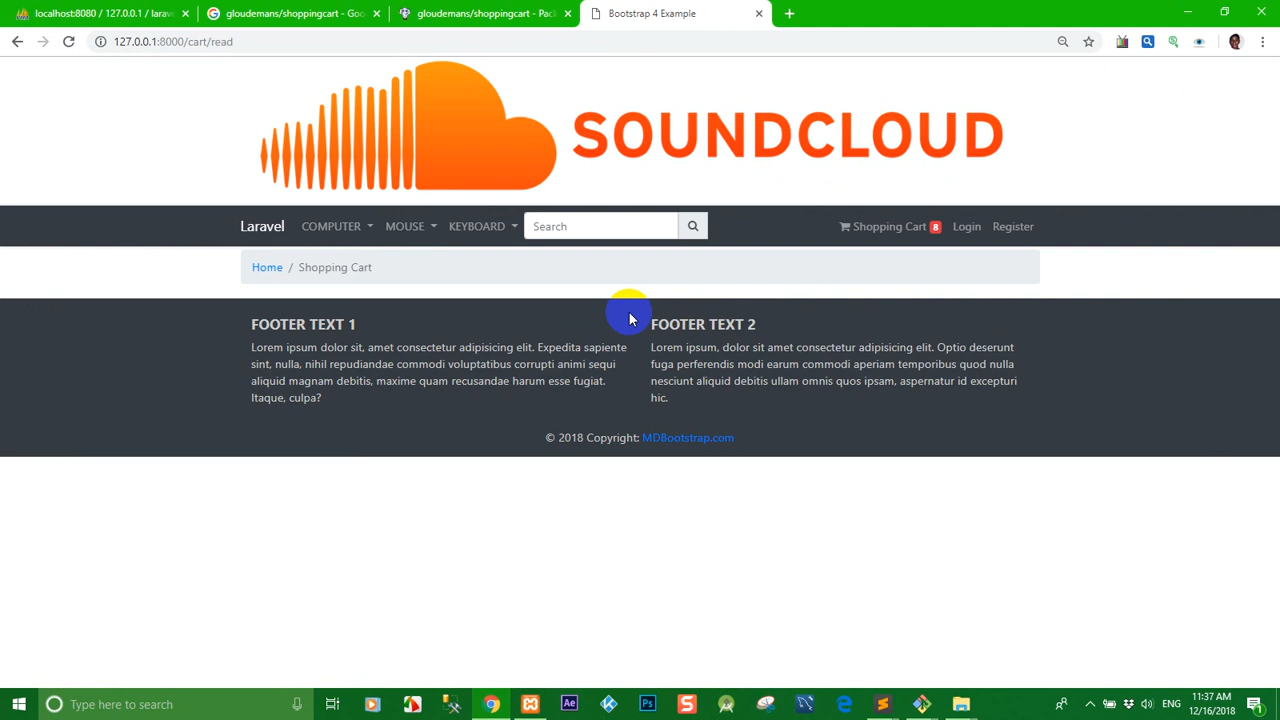 localhost:8080 / 127.0.0.1 / larav
gloudemans/shoppingcart - Goo
gloudemans/shoppingcart - Pac
Bootstrap 4 Example
127.0.0.1:8000/cart/read
SOUNDCLOUD
Laravel COMPUTER MOUSE KEYBOARD Search Shopping Cart 8 Login Register
Home / Shopping Cart
FOOTER TEXT 1
Lorem ipsum dolor sit, amet consectetur adipisicing elit. Expedita sapiente
sint, nulla, nihil repudiandae commodi voluptatibus corrupti animi sequi
aliquid magnam debitis, maxime quam recusandae harum esse fugiat.
Itaque, culpa?
FOOTER TEXT 2
Lorem ipsum, dolor sit amet consectetur adipisicing elit. Optio deserunt
fuga perferendis modi earum commodi aperiam temporibus quod nulla
nesciunt aliquid debitis ullam omnis quos ipsam, aspernatur id excepturi
hic.
© 2018 Copyright: MDBootstrap.com
Type here to search
Ae
Ps
S
ENG
11:37 AM
12/16/2018
1